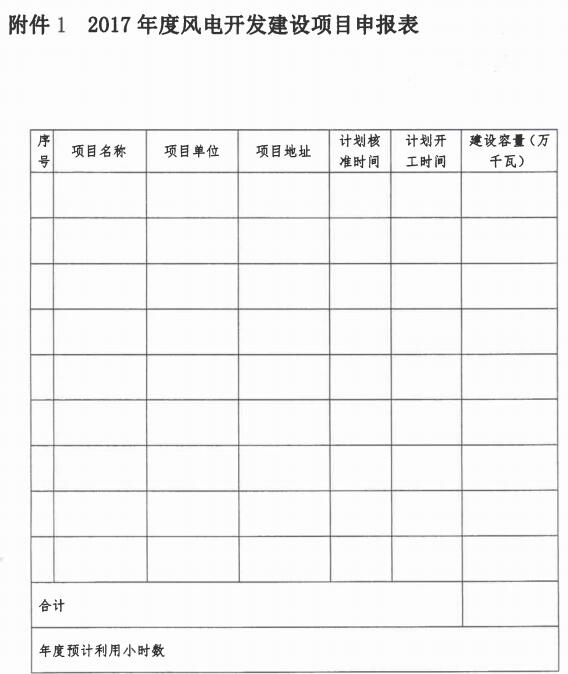 附件 1 2017 年度风电开发建设项目申报表
序号 项目名称 项目单位 项目地址 计划核准时间 计划开工时间 建设容量（万千瓦）
合计
年度预计利用小时数